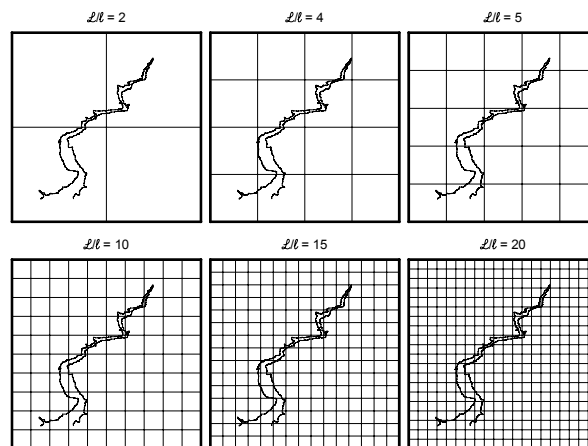 ℒ/ℓ = 2
ℒ/ℓ = 4
ℒ/ℓ = 5
ℒ/ℓ = 10
ℒ/ℓ = 15
ℒ/ℓ = 20